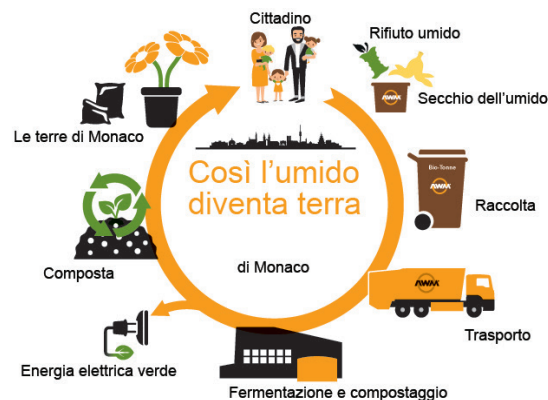 Cittadino
Rifiuto umido
AWM
Secchio dell'umido
Bio-Tonne
AWM
Raccolta
AWM
Trasporto
Fermentazione e compostaggio
Energia elettrica verde
Composta
Le terre di Monaco
Così l'umido
diventa terra
di Monaco